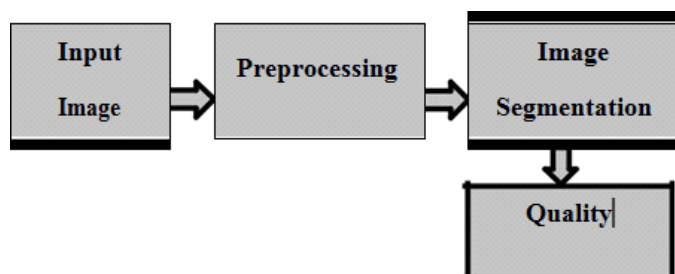 Input
Image
Preprocessing
Image
Segmentation
Quality